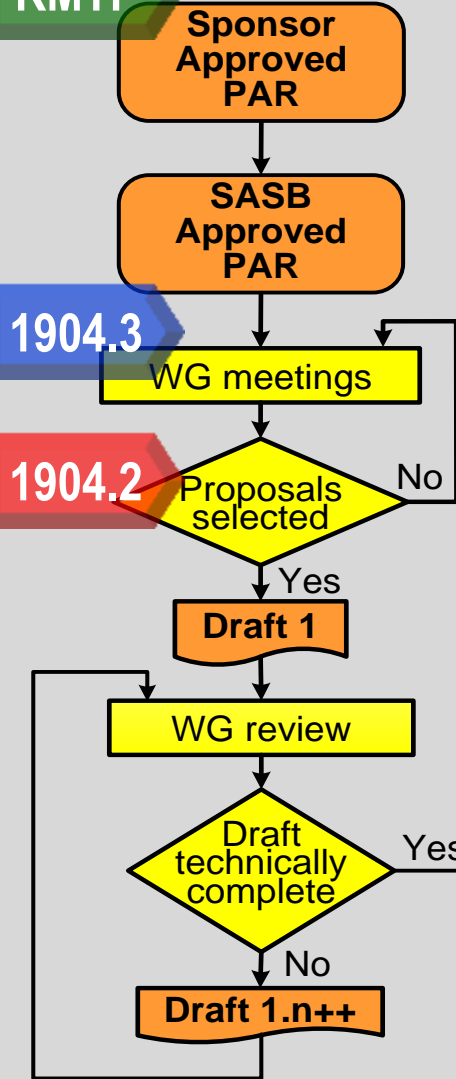 Sponsor
Approved
PAR
SASB
Approved
PAR
1904.3
WG meetings
1904.2
Proposals
selected
No
Yes
Draft 1
WG review
Draft
technically
complete
Yes
No
Draft 1.n++